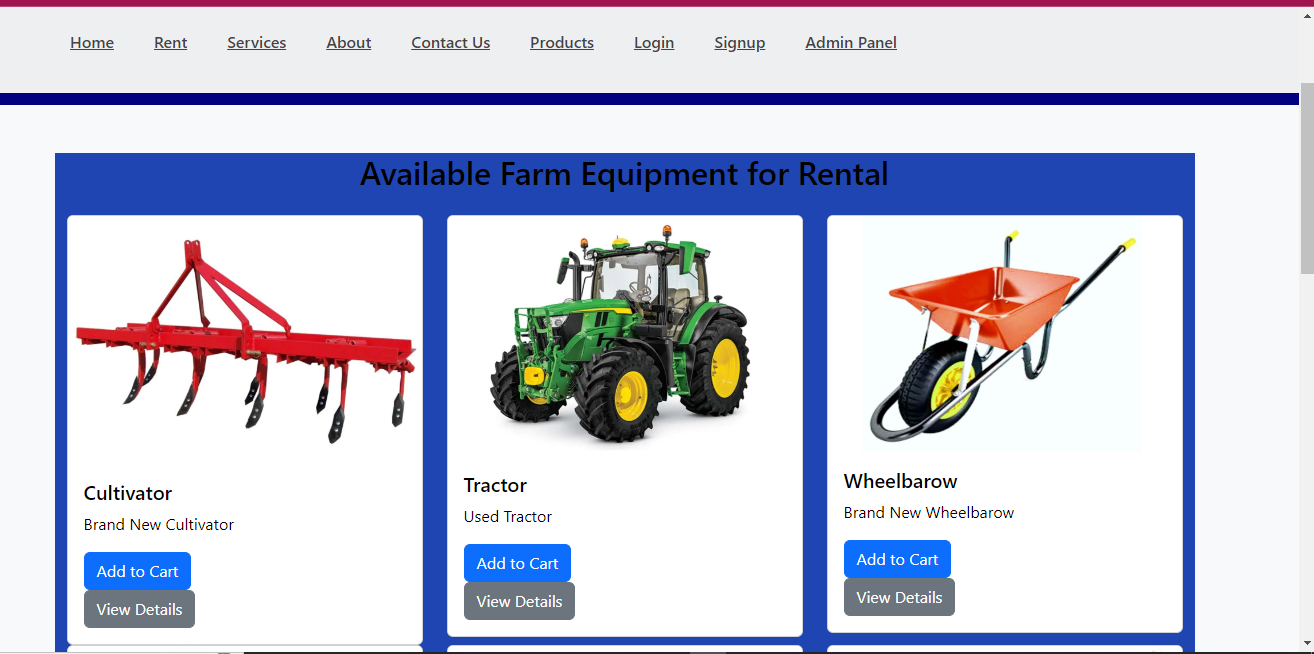 Home Rent Services About Contact Us Products Login Signup Admin Panel
Available Farm Equipment for Rental
Cultivator
Brand New Cultivator
Add to Cart
View Details
Tractor
Used Tractor
Add to Cart
View Details
Wheelbarow
Brand New Wheelbarow
Add to Cart
View Details